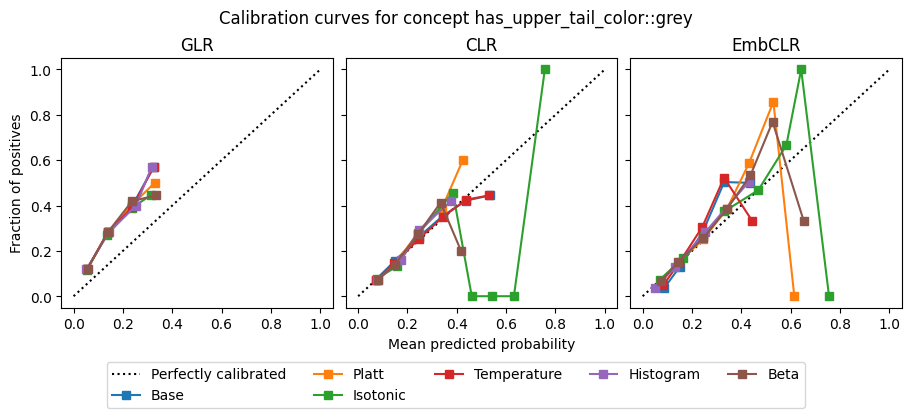 Calibration curves for concept has_upper_tail_color::grey
GLR
CLR
EmbCLR
Fraction of positives
1.0
0.8
0.6
0.4
0.2
0.0
0.0 0.2 0.4 0.6 0.8 1.0
0.0 0.2 0.4 0.6 0.8 1.0
0.0 0.2 0.4 0.6 0.8 1.0
Mean predicted probability
Perfectly calibrated Platt Temperature Histogram Beta
Base Isotonic